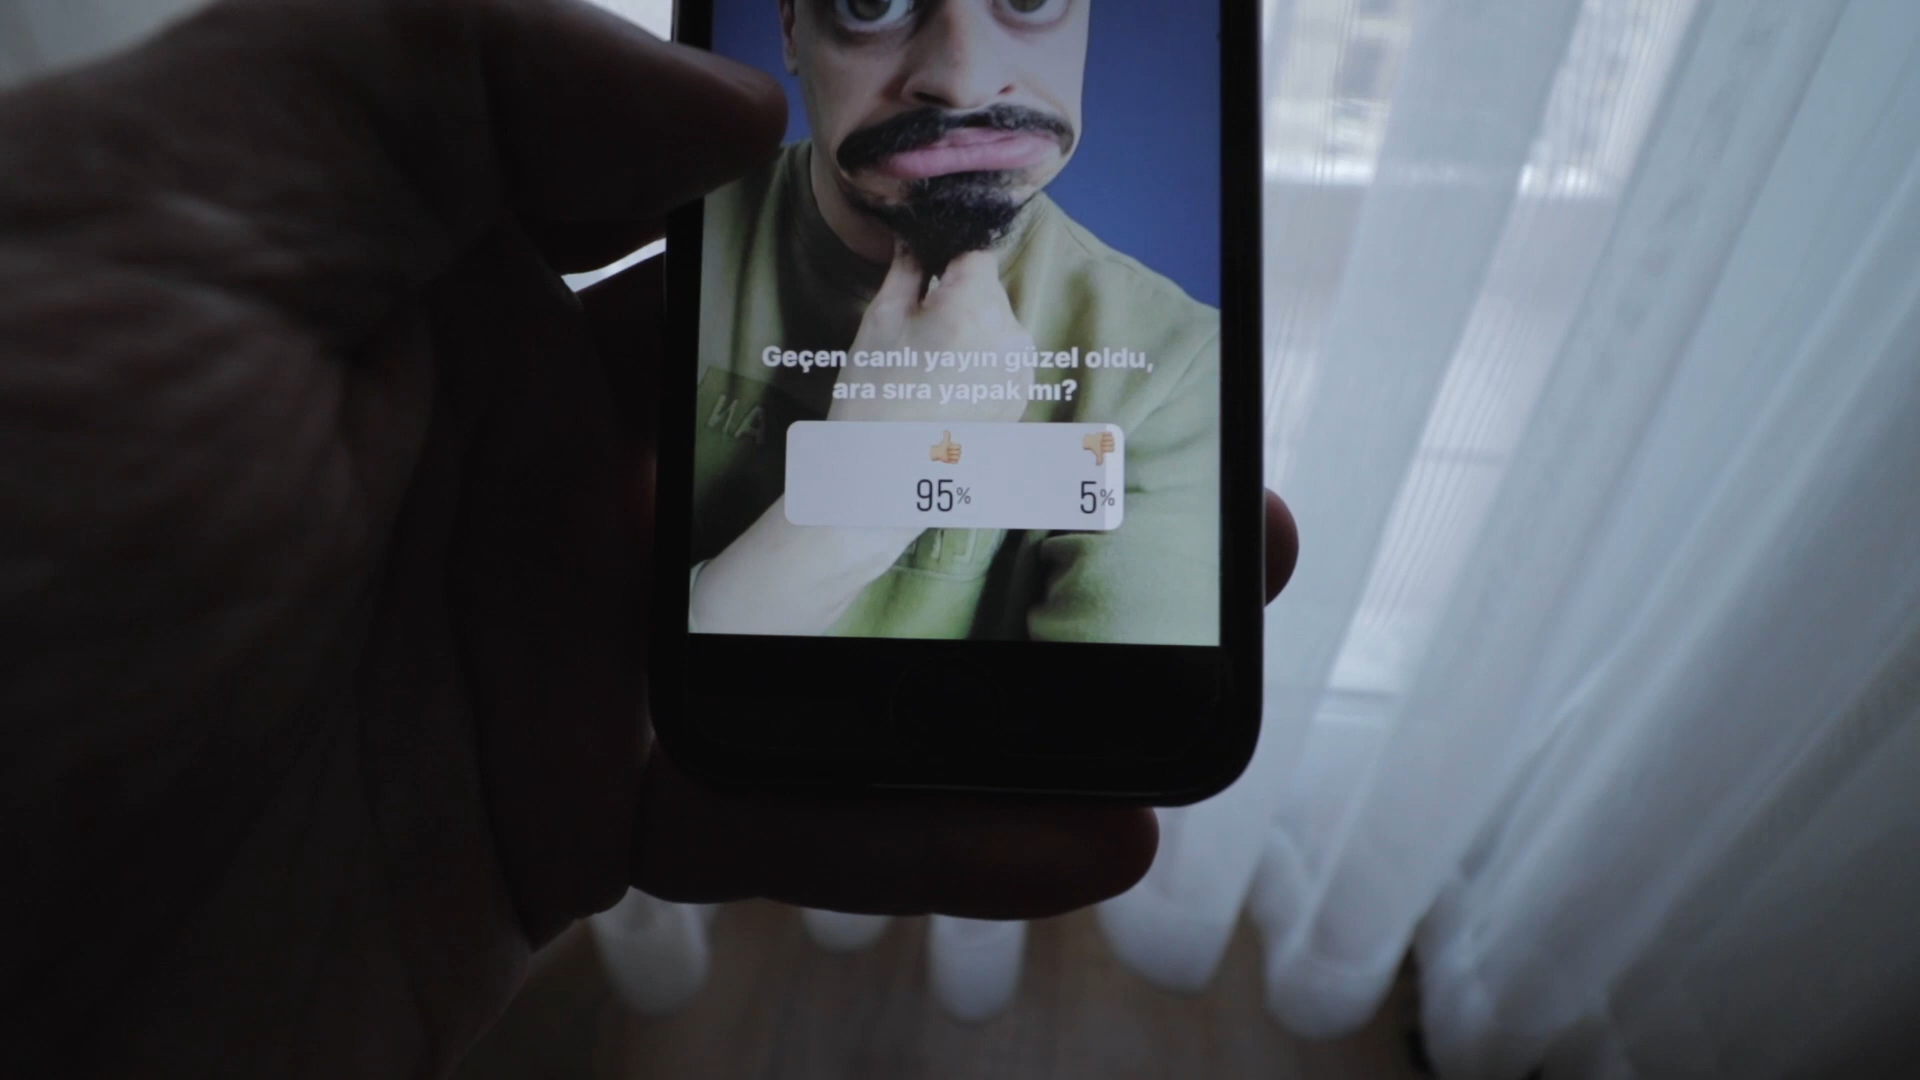 Geçen canlı yayın güzel oldu,
ara sıra yapak mı?
👍 👎
95% 5%